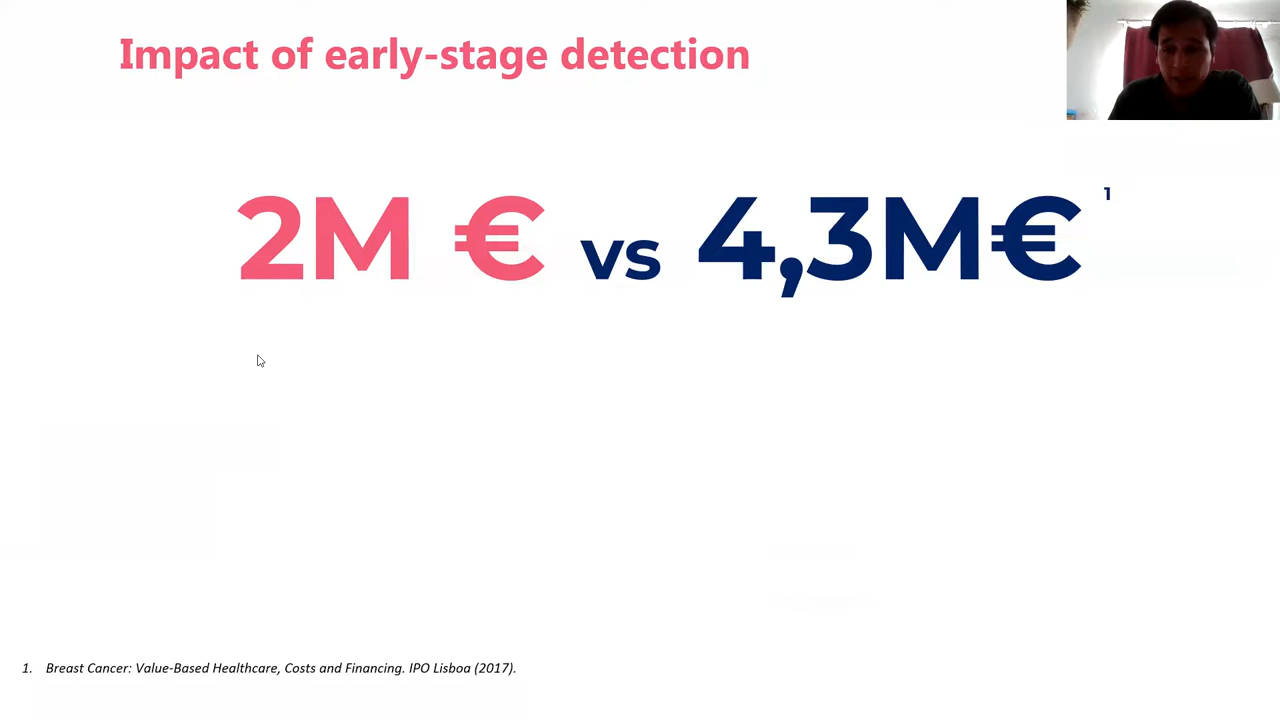 Impact of early-stage detection
2M € vs 4,3M€ 1
1. Breast Cancer: Value-Based Healthcare, Costs and Financing. IPO Lisboa (2017).